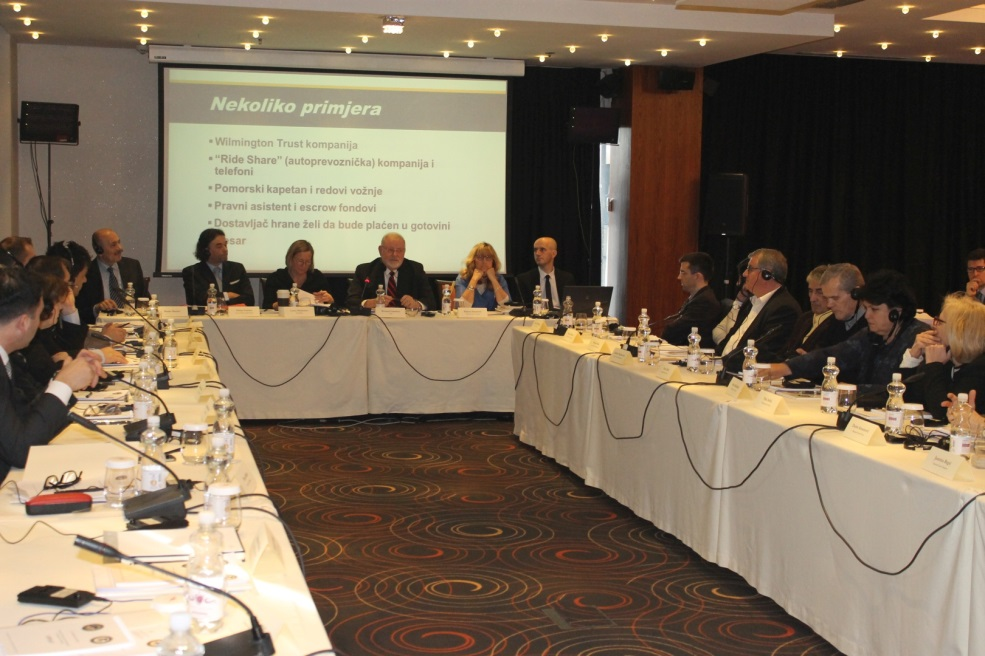 Nekoliko primjera
• Wilmington Trust kompanija
• “Ride Share” (autoprevoznička) kompanija i
telefoni
• Pomorski kapetan i redovi vožnje
• Pravni asistent i escrow fondovi
• Dostavljač hrane želi da bude plaćen u gotovini